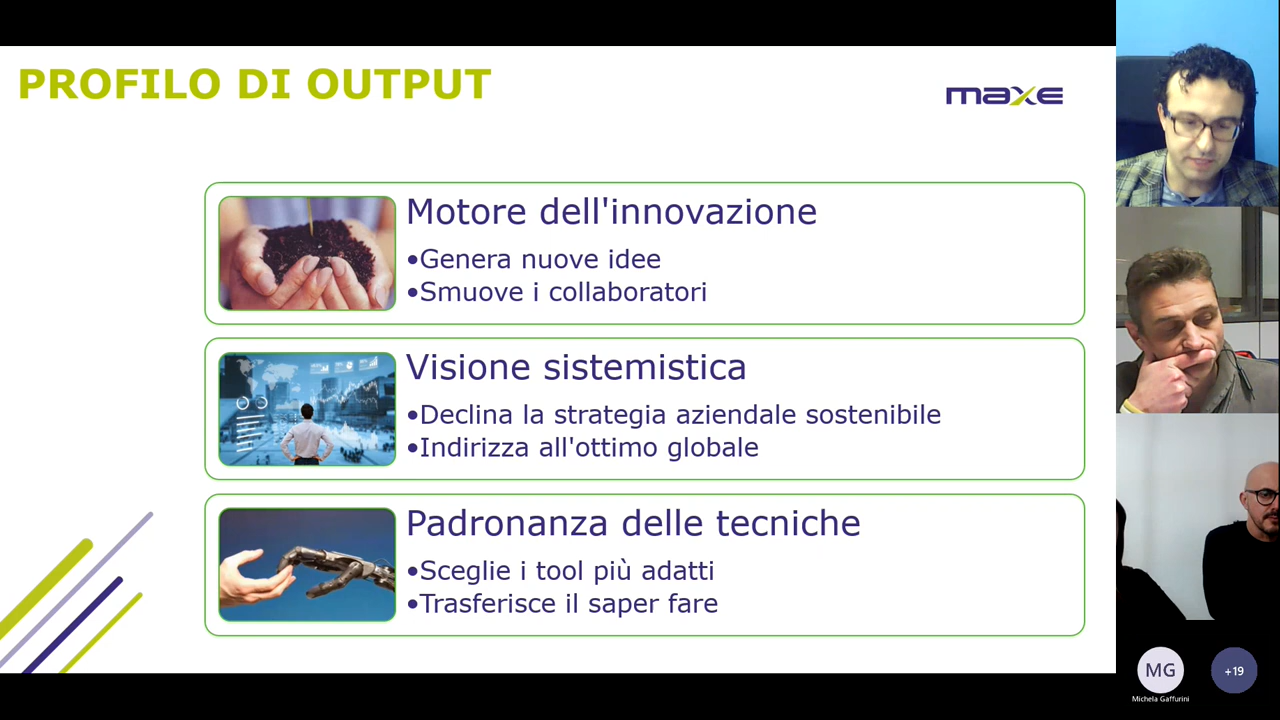 PROFILO DI OUTPUT
maxe
Motore dell'innovazione
•Genera nuove idee
•Smuove i collaboratori
Visione sistemistica
•Declina la strategia aziendale sostenibile
•Indirizza all'ottimo globale
Padronanza delle tecniche
•Sceglie i tool più adatti
•Trasferisce il saper fare
MG
+19
Michela Gaffurini